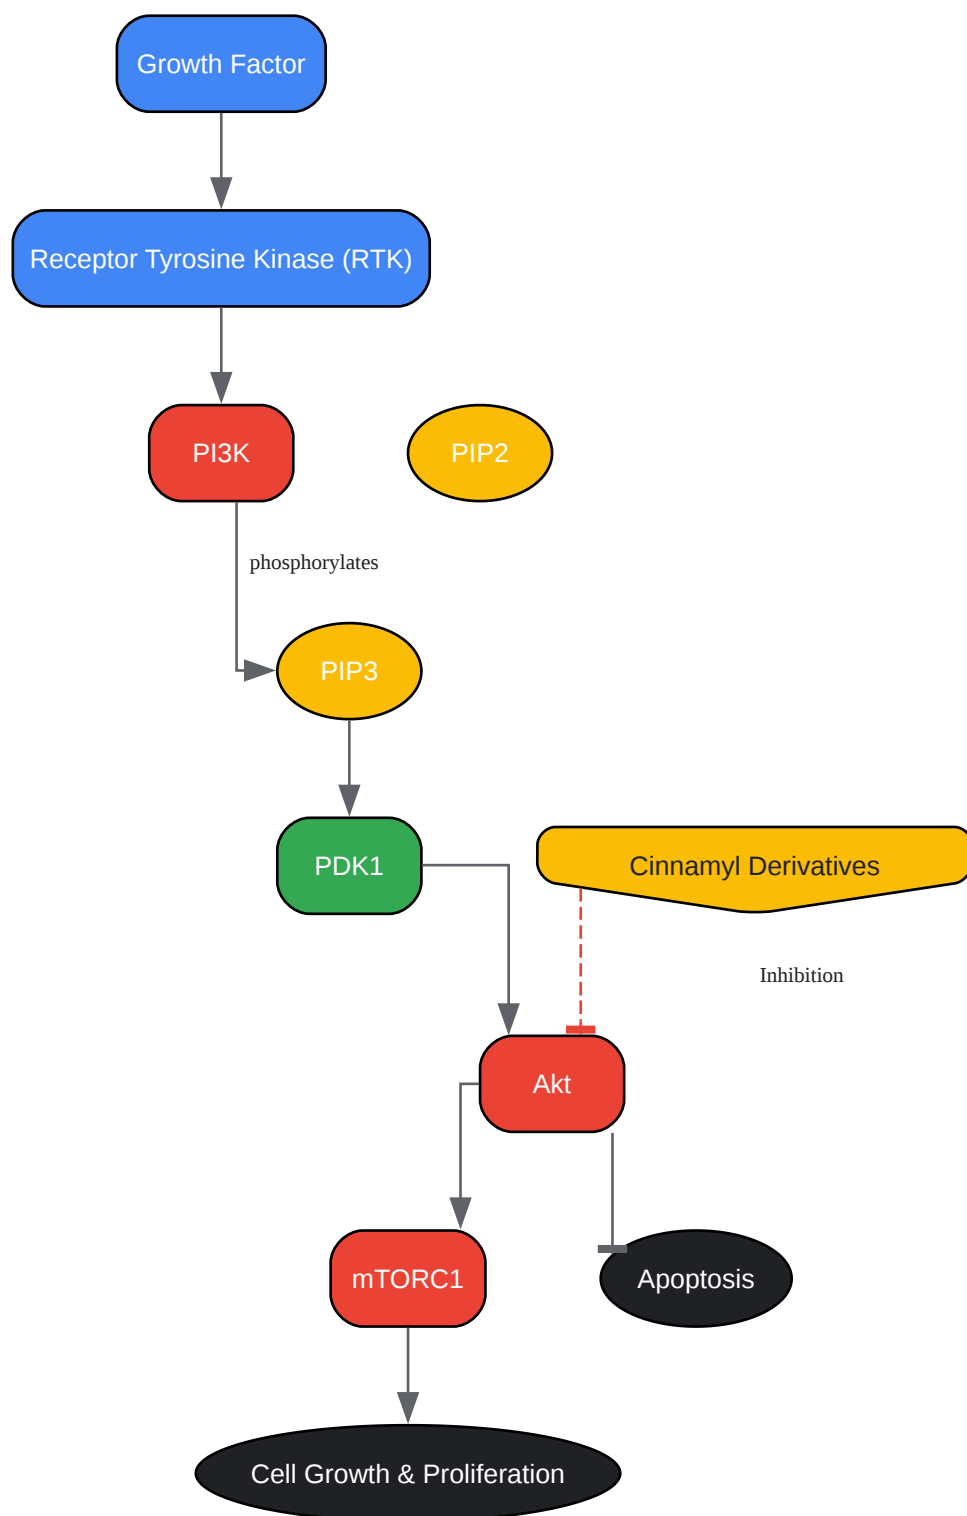 Growth Factor
Receptor Tyrosine Kinase (RTK)
PI3K
PIP2
phosphorylates
PIP3
PDK1
Cinnamyl Derivatives
Inhibition
Akt
mTORC1
Apoptosis
Cell Growth & Proliferation